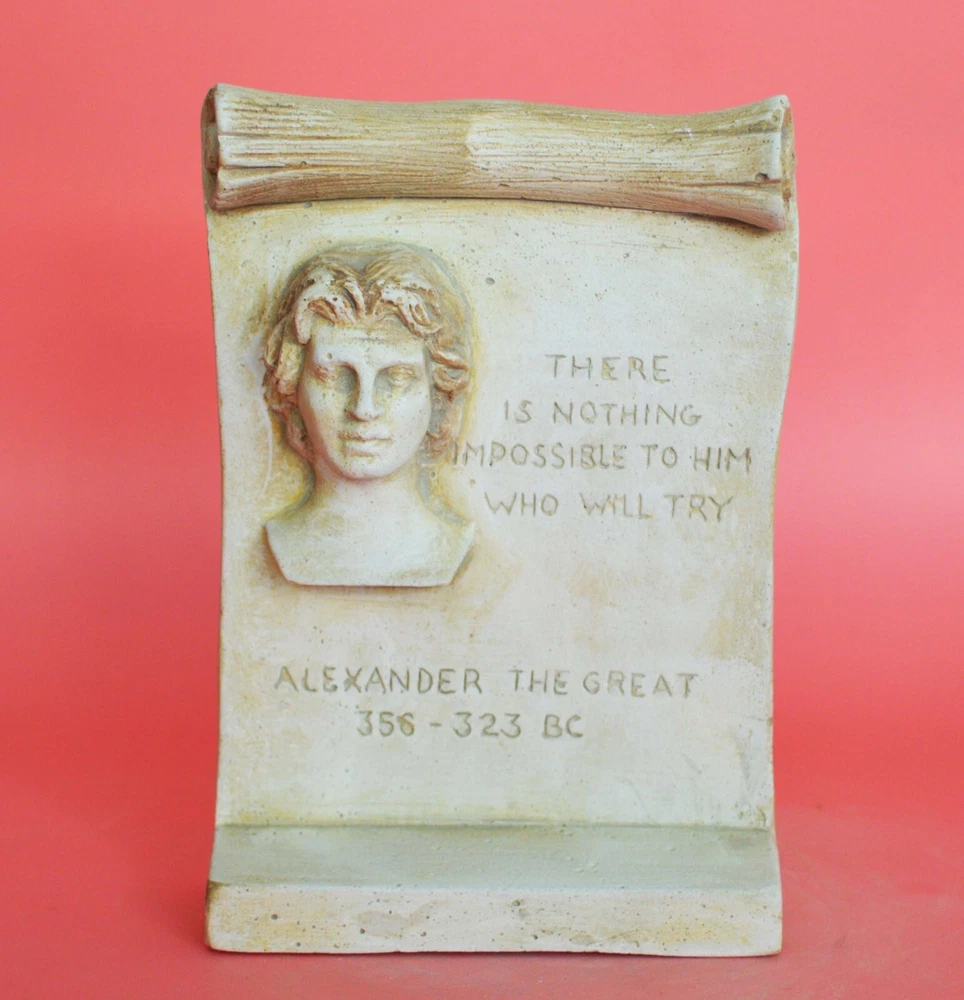 THERE
IS NOTHING
IMPOSSIBLE TO HIM
WHO WILL TRY
ALEXANDER THE GREAT
356 - 323 BC